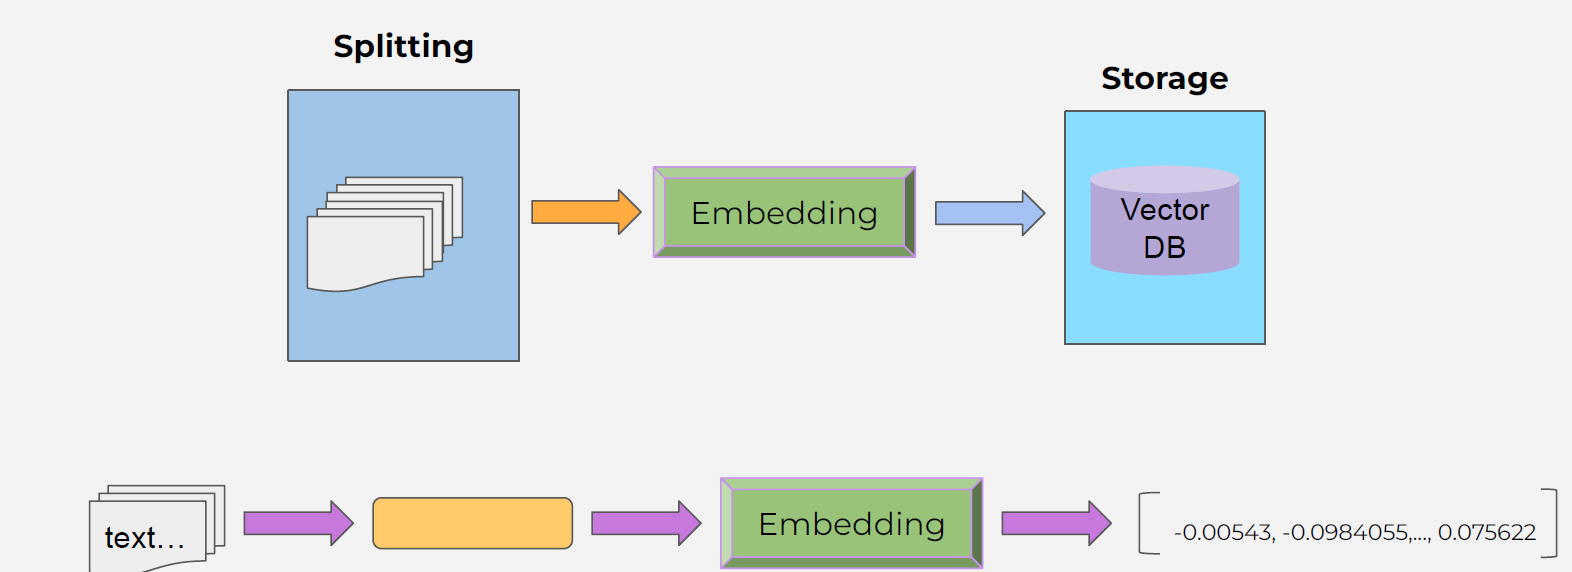 Splitting
Storage
Embedding
Vector
DB
text...
Embedding
-0.00543, -0.0984055,..., 0.075622